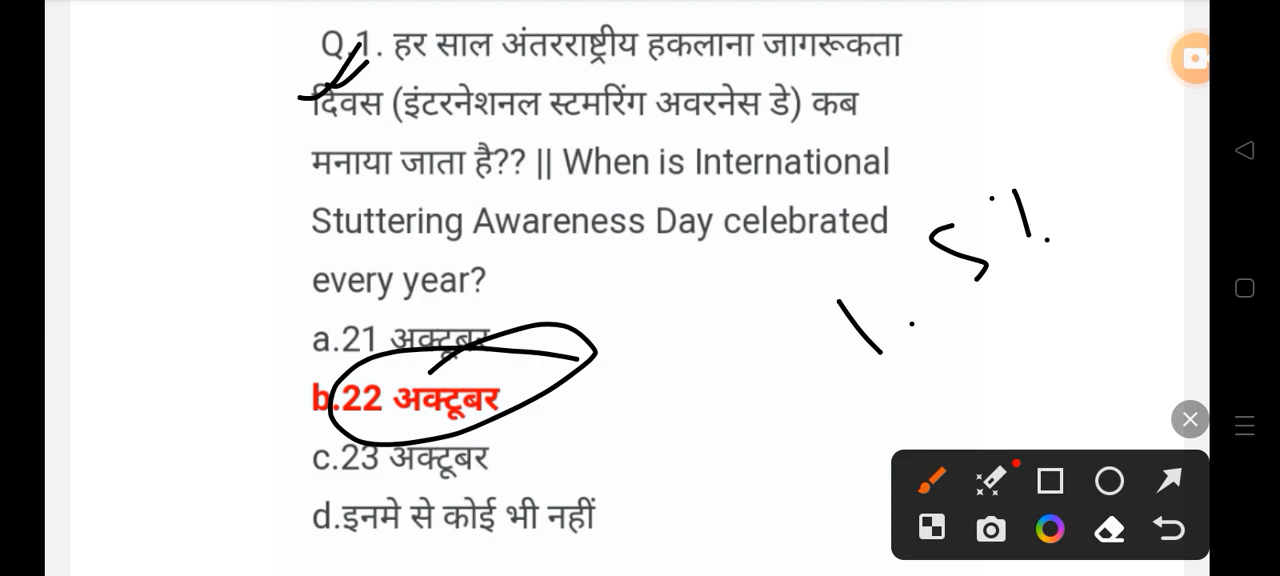 Q.1. हर साल अंतरराष्ट्रीय हकलाना जागरूकता
दिवस (इंटरनेशनल स्टमरिंग अवरनेस डे) कब
मनाया जाता है?? || When is International
Stuttering Awareness Day celebrated
every year?
a.21 अक्टूबर
b.22 अक्टूबर
c.23 अक्टूबर
d.इनमे से कोई भी नहीं